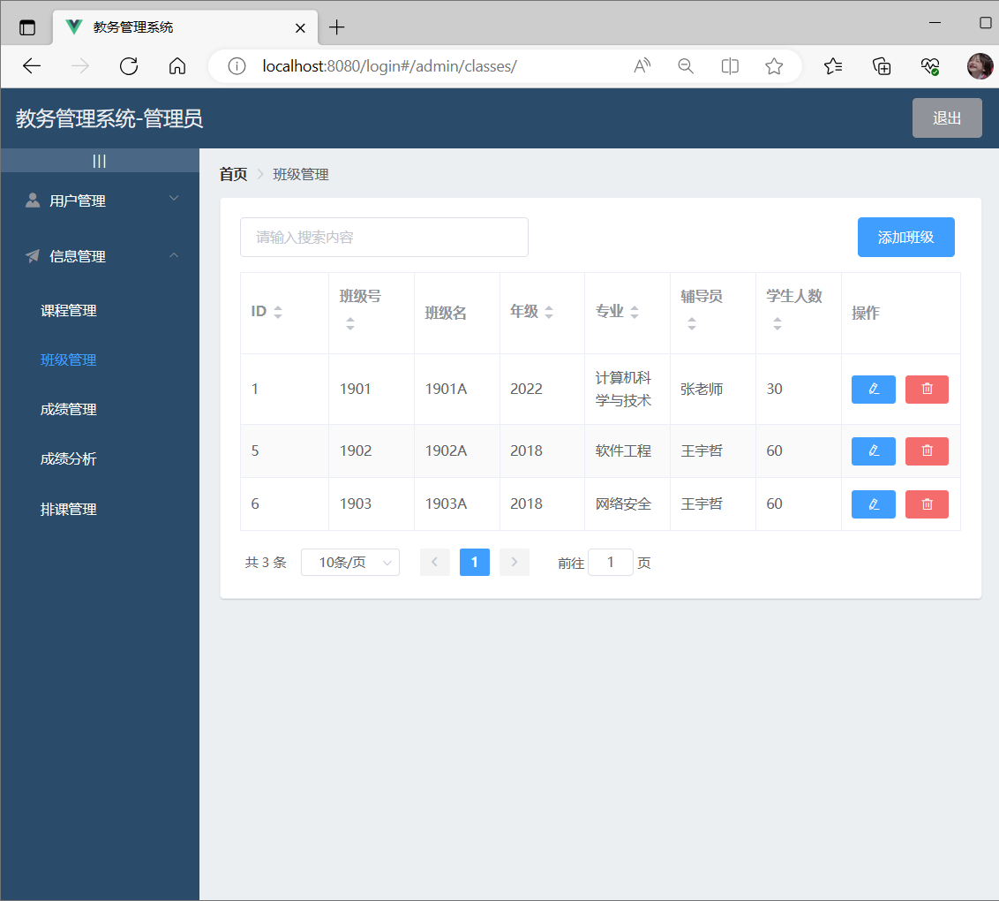 教务管理系统
localhost:8080/login#/admin/classes/
教务管理系统-管理员
退出
|||
用户管理
信息管理
课程管理
班级管理
成绩管理
成绩分析
排课管理
首页 班级管理
请输入搜索内容
添加班级
ID 班级号 班级名 年级 专业 辅导员 学生人数 操作
1 1901 1901A 2022 计算机科 张老师 30
学与技术
5 1902 1902A 2018 软件工程 王宇哲 60
6 1903 1903A 2018 网络安全 王宇哲 60
共 3 条 10条/页 1 前往 1 页